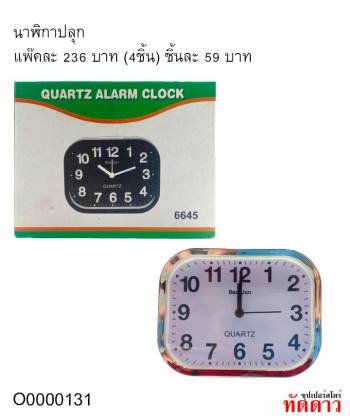 นาฬิกาปลุก
แพ๊คละ 236 บาท (4ชิ้น) ชิ้นละ 59 บาท
QUARTZ ALARM CLOCK
11 12 1
10 2
9 3
8 4
7 6 5
QUARTZ
6645
11 12 1
10 2
9 3
8 4
7 6 5
QUARTZ
O0000131
ซุปเปอร์สโตร์
ทัดดาว